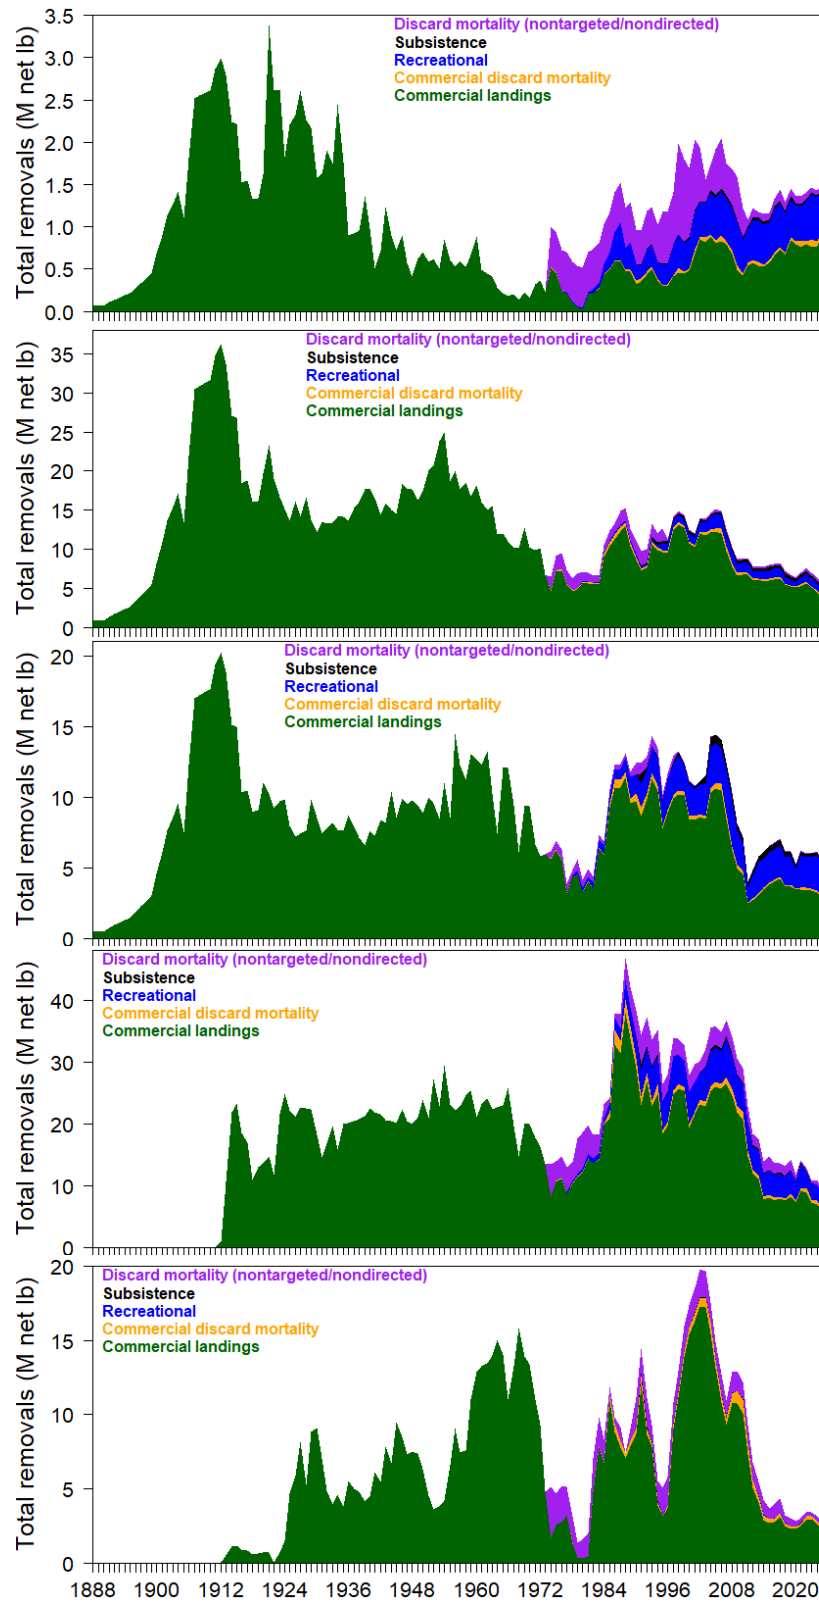 3.5
3.0
2.5
2.0
1.5
1.0
0.5
0.0
Total removals (M net lb)
Discard mortality (nontargeted/nondirected)
Subsistence
Recreational
Commercial discard mortality
Commercial landings
35
30
25
20
15
10
5
0
Total removals (M net lb)
Discard mortality (nontargeted/nondirected)
Subsistence
Recreational
Commercial discard mortality
Commercial landings
20
15
10
5
0
Total removals (M net lb)
Discard mortality (nontargeted/nondirected)
Subsistence
Recreational
Commercial discard mortality
Commercial landings
40
30
20
10
0
Total removals (M net lb)
Discard mortality (nontargeted/nondirected)
Subsistence
Recreational
Commercial discard mortality
Commercial landings
20
15
10
5
0
Total removals (M net lb)
Discard mortality (nontargeted/nondirected)
Subsistence
Recreational
Commercial discard mortality
Commercial landings
1888 1900 1912 1924 1936 1948 1960 1972 1984 1996 2008 2020